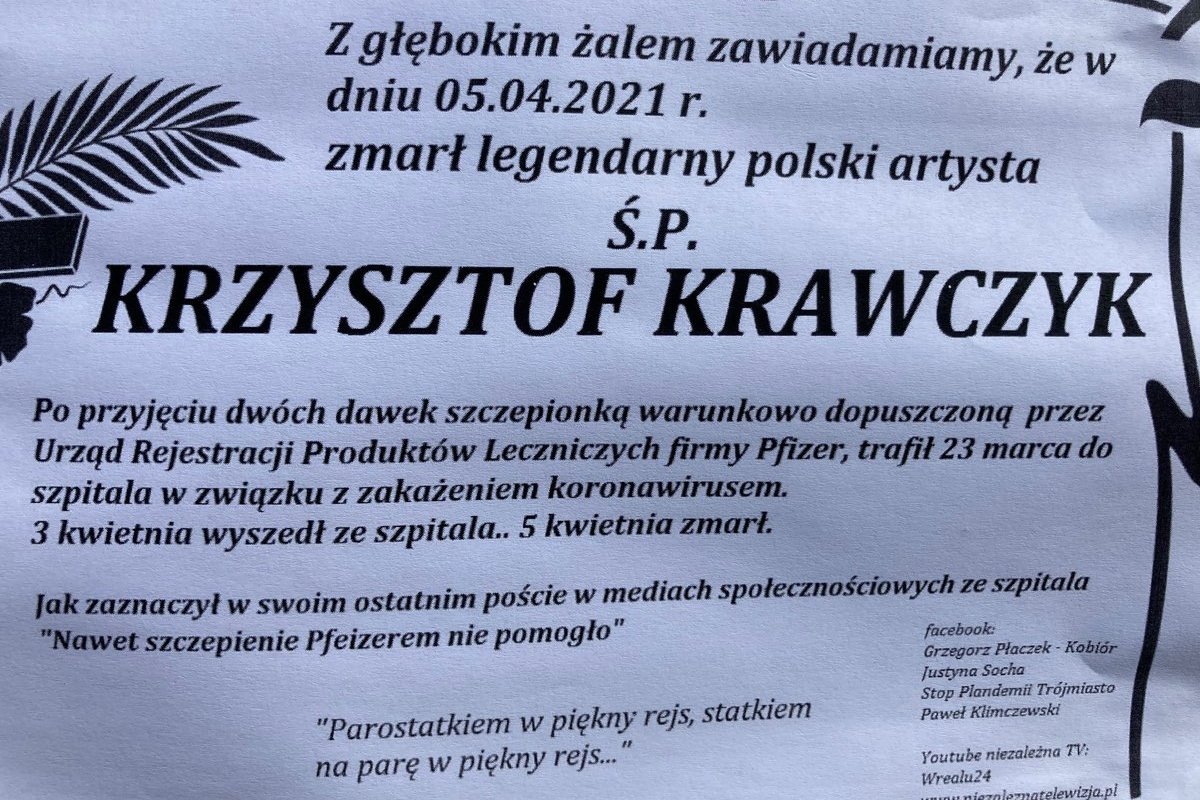 Z głębokim żalem zawiadamiamy, że w
dniu 05.04.2021 r.
zmarł legendarny polski artysta
Ś.P.
KRZYSZTOF KRAWCZYK
Po przyjęciu dwóch dawek szczepionką warunkowo dopuszczoną przez
Urząd Rejestracji Produktów Leczniczych firmy Pfizer, trafił 23 marca do
szpitala w związku z zakażeniem koronawirusem.
3 kwietnia wyszedł ze szpitala.. 5 kwietnia zmarł.
Jak zaznaczył w swoim ostatnim poście w mediach społecznościowych ze szpitala
"Nawet szczepienie Pfeizerem nie pomogło"
"Parostatkiem w piękny rejs, statkiem
na parę w piękny rejs..."
facebook:
Grzegorz Płaczek - Kobiór
Justyna Socha
Stop Plandemii Trójmiasto
Paweł Klimczewski
Youtube niezależna TV:
Wrealu24
www.niezaleznatelewizja.pl